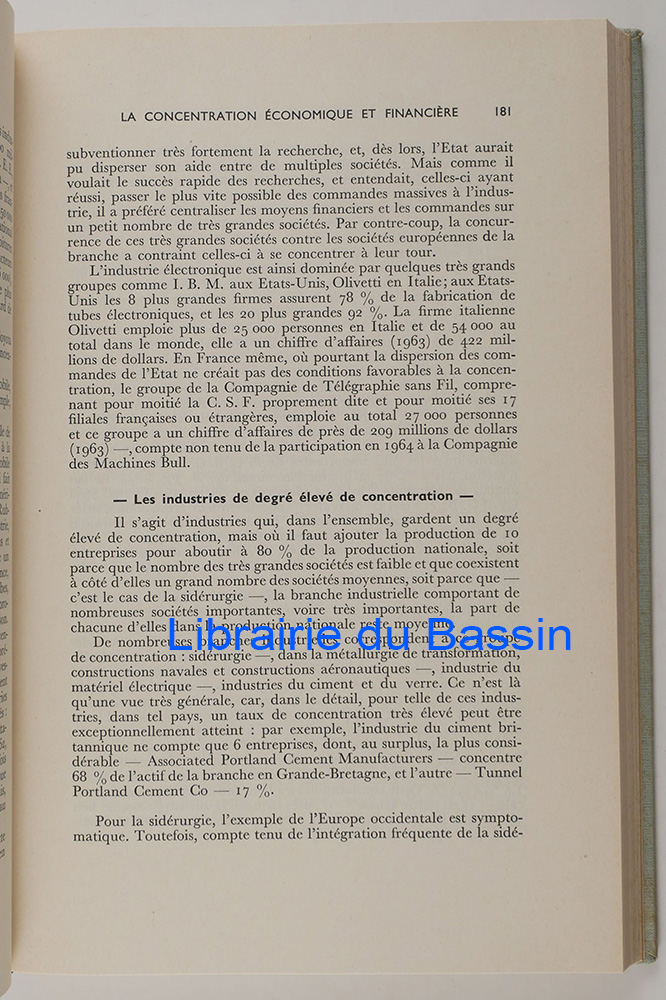 LA CONCENTRATION ÉCONOMIQUE ET FINANCIÈRE 181
subventionner très fortement la recherche, et, dès lors, l'Etat aurait
pu disperser son aide entre de multiples sociétés. Mais comme il
voulait le succès rapide des recherches, et entendait, celles-ci ayant
réussi, passer le plus vite possible des commandes massives à l'indus-
trie, il a préféré centraliser les moyens financiers et les commandes sur
un petit nombre de très grandes sociétés. Par contre-coup, la concur-
rence de ces très grandes sociétés contre les sociétés européennes de la
branche a contraint celles-ci à se concentrer à leur tour.
L'industrie électronique est ainsi dominée par quelques très grands
groupes comme I. B. M. aux Etats-Unis, Olivetti en Italie; aux Etats-
Unis les 8 plus grandes firmes assurent 78 % de la fabrication de
tubes électroniques, et les 20 plus grandes 92 %. La firme italienne
Olivetti emploie plus de 25 000 personnes en Italie et de 54 000 au
total dans le monde, elle a un chiffre d'affaires (1963) de 422 mil-
lions de dollars. En France même, où pourtant la dispersion des com-
mandes de l'Etat ne créait pas des conditions favorables à la concen-
tration, le groupe de la Compagnie de Télégraphie sans Fil, compre-
nant pour moitié la C. S. F. proprement dite et pour moitié ses 17
filiales françaises ou étrangères, emploie au total 27 000 personnes
et ce groupe a un chiffre d'affaires de près de 209 millions de dollars
(1963) —, compte non tenu de la participation en 1964 à la Compagnie
des Machines Bull.
— Les industries de degré élevé de concentration —
Il s'agit d'industries qui, dans l'ensemble, gardent un degré
élevé de concentration, mais où il faut ajouter la production de 10
entreprises pour aboutir à 80 % de la production nationale, soit
parce que le nombre des très grandes sociétés est faible et que coexistent
à côté d'elles un grand nombre des sociétés moyennes, soit parce que —
c'est le cas de la sidérurgie —, la branche industrielle comportant de
nombreuses sociétés importantes, voire très importantes, la part de
chacune d'elles dans la production nationale reste moyenne.
Librairie du Bassin
De nombreuses branches industrielles correspondent à ce groupe
de concentration : sidérurgie —, dans la métallurgie de transformation,
constructions navales et constructions aéronautiques —, industrie du
matériel électrique —, industries du ciment et du verre. Ce n'est là
qu'une vue très générale, car, dans le détail, pour telle de ces indus-
tries, dans tel pays, un taux de concentration très élevé peut être
exceptionnellement atteint : par exemple, l'industrie du ciment bri-
tannique ne compte que 6 entreprises, dont, au surplus, la plus consi-
dérable — Associated Portland Cement Manufacturers — concentre
68 % de l'actif de la branche en Grande-Bretagne, et l'autre — Tunnel
Portland Cement Co — 17 %.
Pour la sidérurgie, l'exemple de l'Europe occidentale est sympto-
matique. Toutefois, compte tenu de l'intégration fréquente de la sidé-